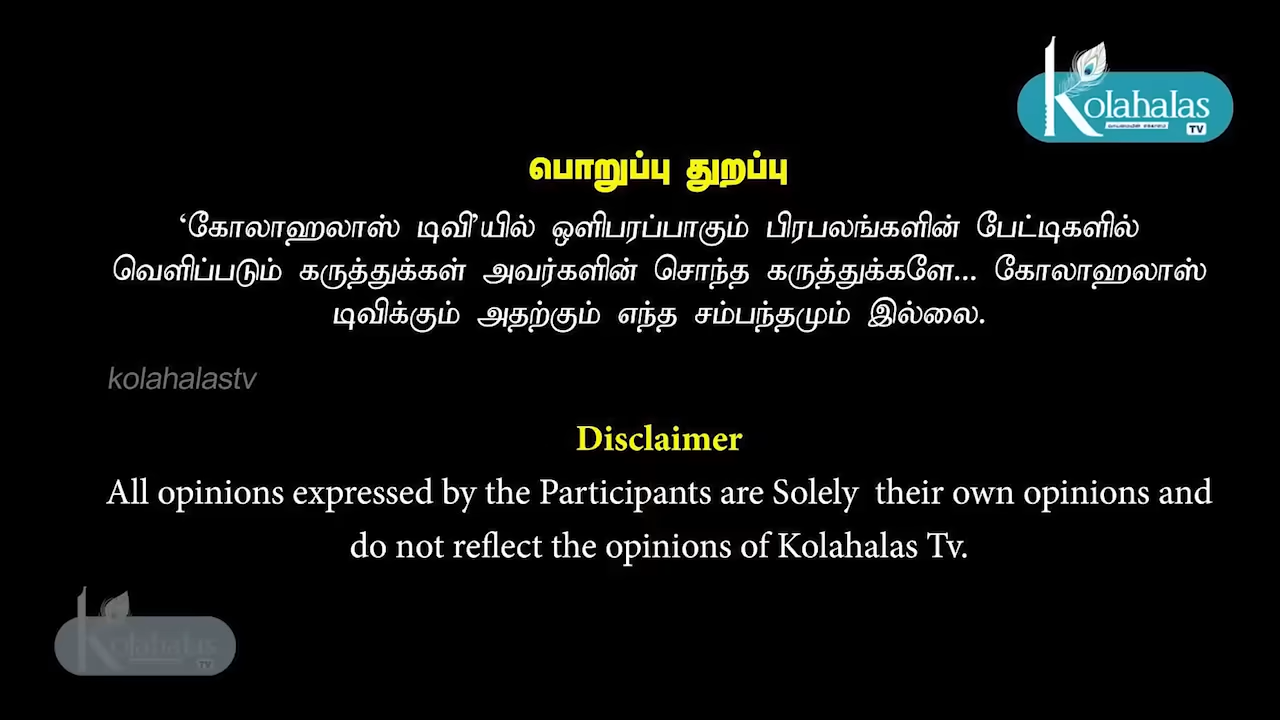 Kolahalas
TV
பொறுப்பு துறப்பு
‘கோலாஹலாஸ் டிவி’யில் ஒளிபரப்பாகும் பிரபலங்களின் பேட்டிகளில்
வெளிப்படும் கருத்துக்கள் அவர்களின் சொந்த கருத்துக்களே... கோலாஹலாஸ்
டிவிக்கும் அதற்கும் எந்த சம்பந்தமும் இல்லை.
kolahalastv
Disclaimer
All opinions expressed by the Participants are Solely their own opinions and
do not reflect the opinions of Kolahalas Tv.
Kolahalas
TV